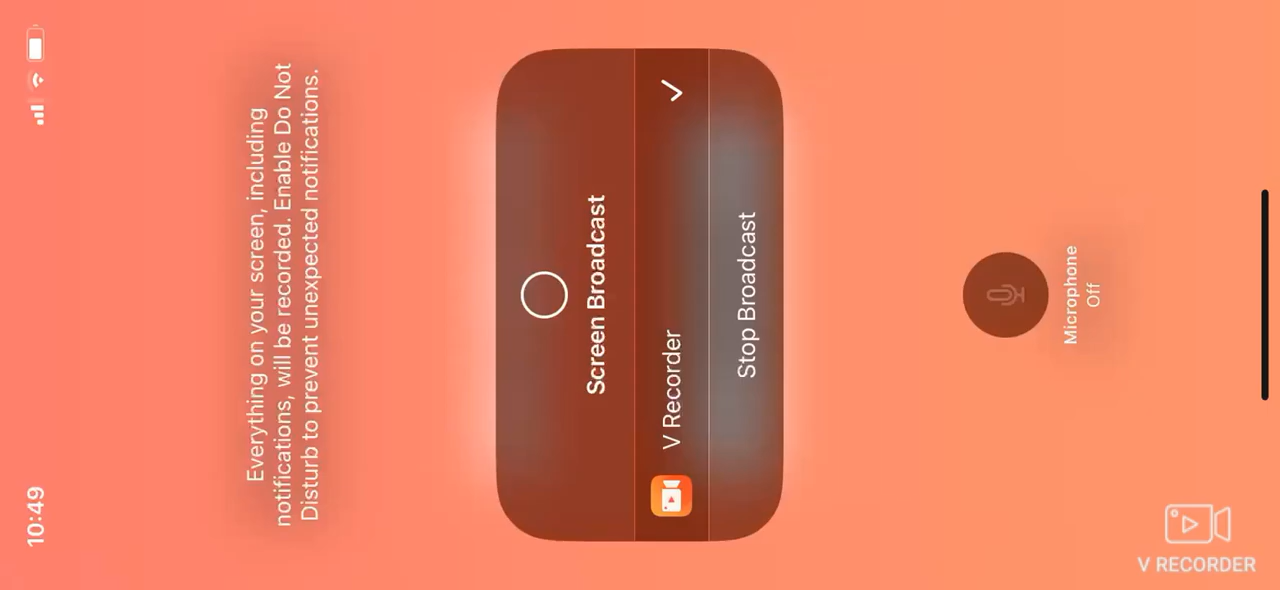 10:49
Everything on your screen, including
notifications, will be recorded. Enable Do Not
Disturb to prevent unexpected notifications.
Screen Broadcast
V Recorder
Stop Broadcast
Microphone
Off
V RECORDER